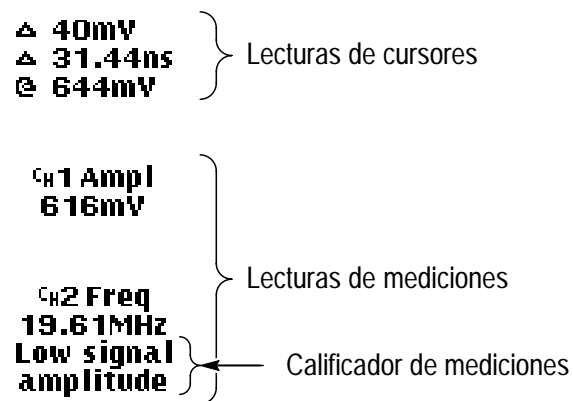 Δ 40mV
Δ 31.44ns
@ 644mV
Lecturas de cursores
CH1 Ampl
616mV
Lecturas de mediciones
CH2 Freq
19.61MHz
Low signal
amplitude
Calificador de mediciones